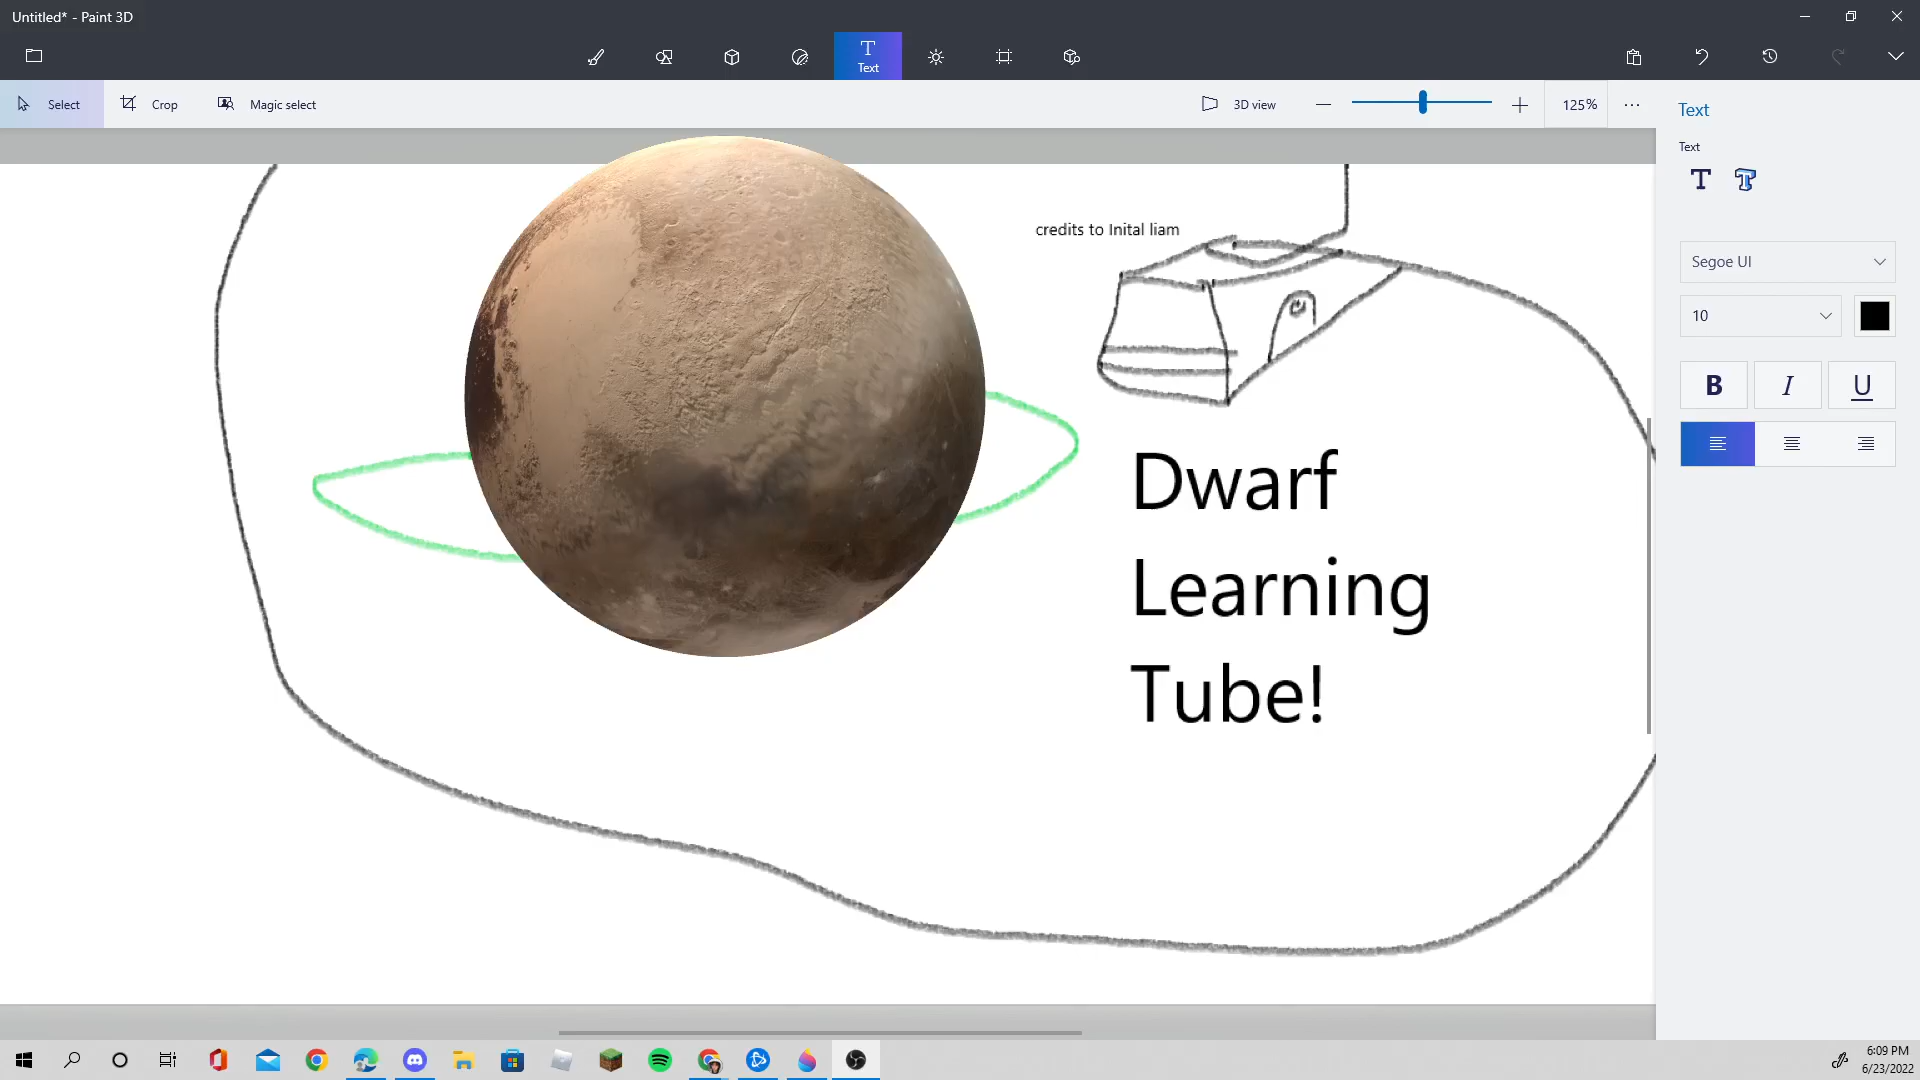 Untitled* - Paint 3D
Text
Select
Crop
Magic select
3D view
125%
Text
Text
Segoe UI
10
B
I
U
credits to Inital liam
Dwarf
Learning
Tube!
6:09 PM
6/23/2022